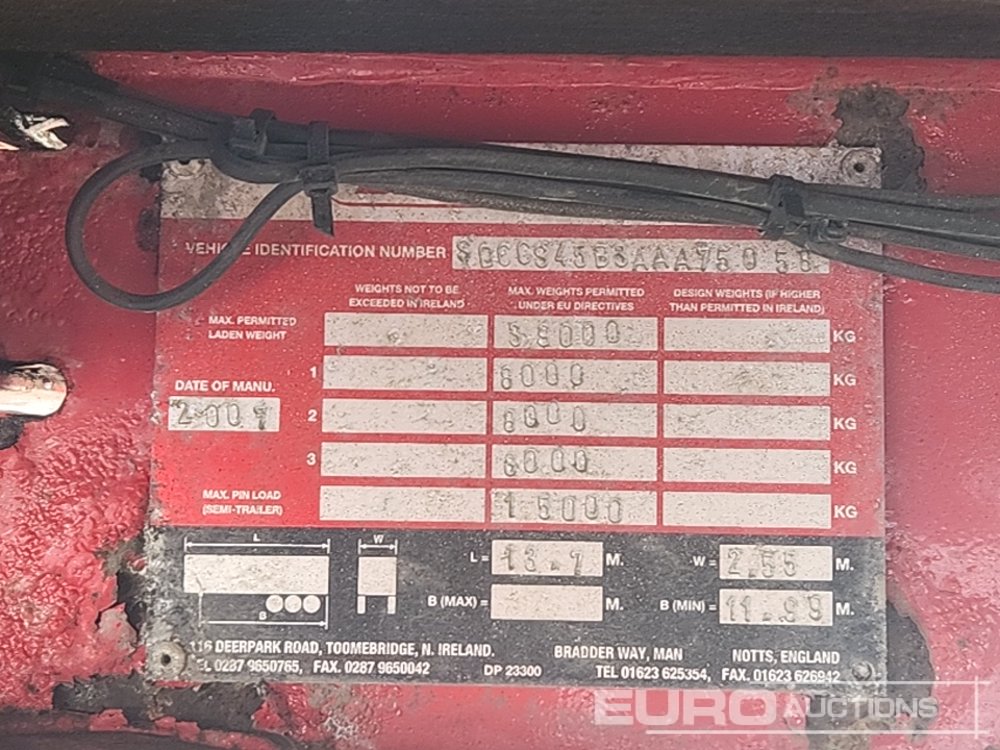 VEHICLE IDENTIFICATION NUMBER
WEIGHTS NOT TO BE EXCEEDED IN IRELAND
MAX. WEIGHTS PERMITTED UNDER EU DIRECTIVES
DESIGN WEIGHTS (IF HIGHER THAN PERMITTED IN IRELAND)
MAX. PERMITTED LADEN WEIGHT KG
1 8000 KG
DATE OF MANU.
2007
2 8000 KG
3 8000 KG
MAX. PIN LOAD (SEMI-TRAILER) 15000 KG
L W L = 13.7 M. W = 2.55 M.
B B (MAX) = M. B (MIN) = 11.99 M.
116 DEERPARK ROAD, TOOMEBRIDGE, N. IRELAND. BRADDER WAY, MAN NOTTS, ENGLAND
TEL 0287 9650765, FAX. 0287 9650042 DP 23300 TEL 01623 625354, FAX. 01623 626942
EURO AUCTIONS